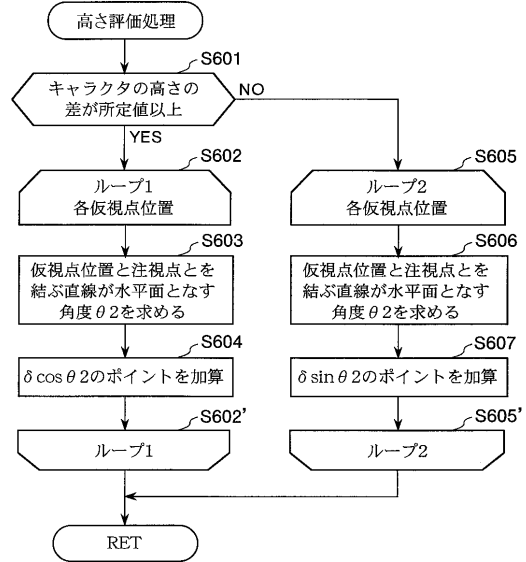 高さ評価処理
S601
キャラクタの高さの
差が所定値以上
NO
YES
S602
ループ1
各仮視点位置
S603
仮視点位置と注視点とを
結ぶ直線が水平面となす
角度θ2を求める
S604
δcosθ2のポイントを加算
S602'
ループ1
S605
ループ2
各仮視点位置
S606
仮視点位置と注視点とを
結ぶ直線が水平面となす
角度θ2を求める
S607
δsinθ2のポイントを加算
S605'
ループ2
RET